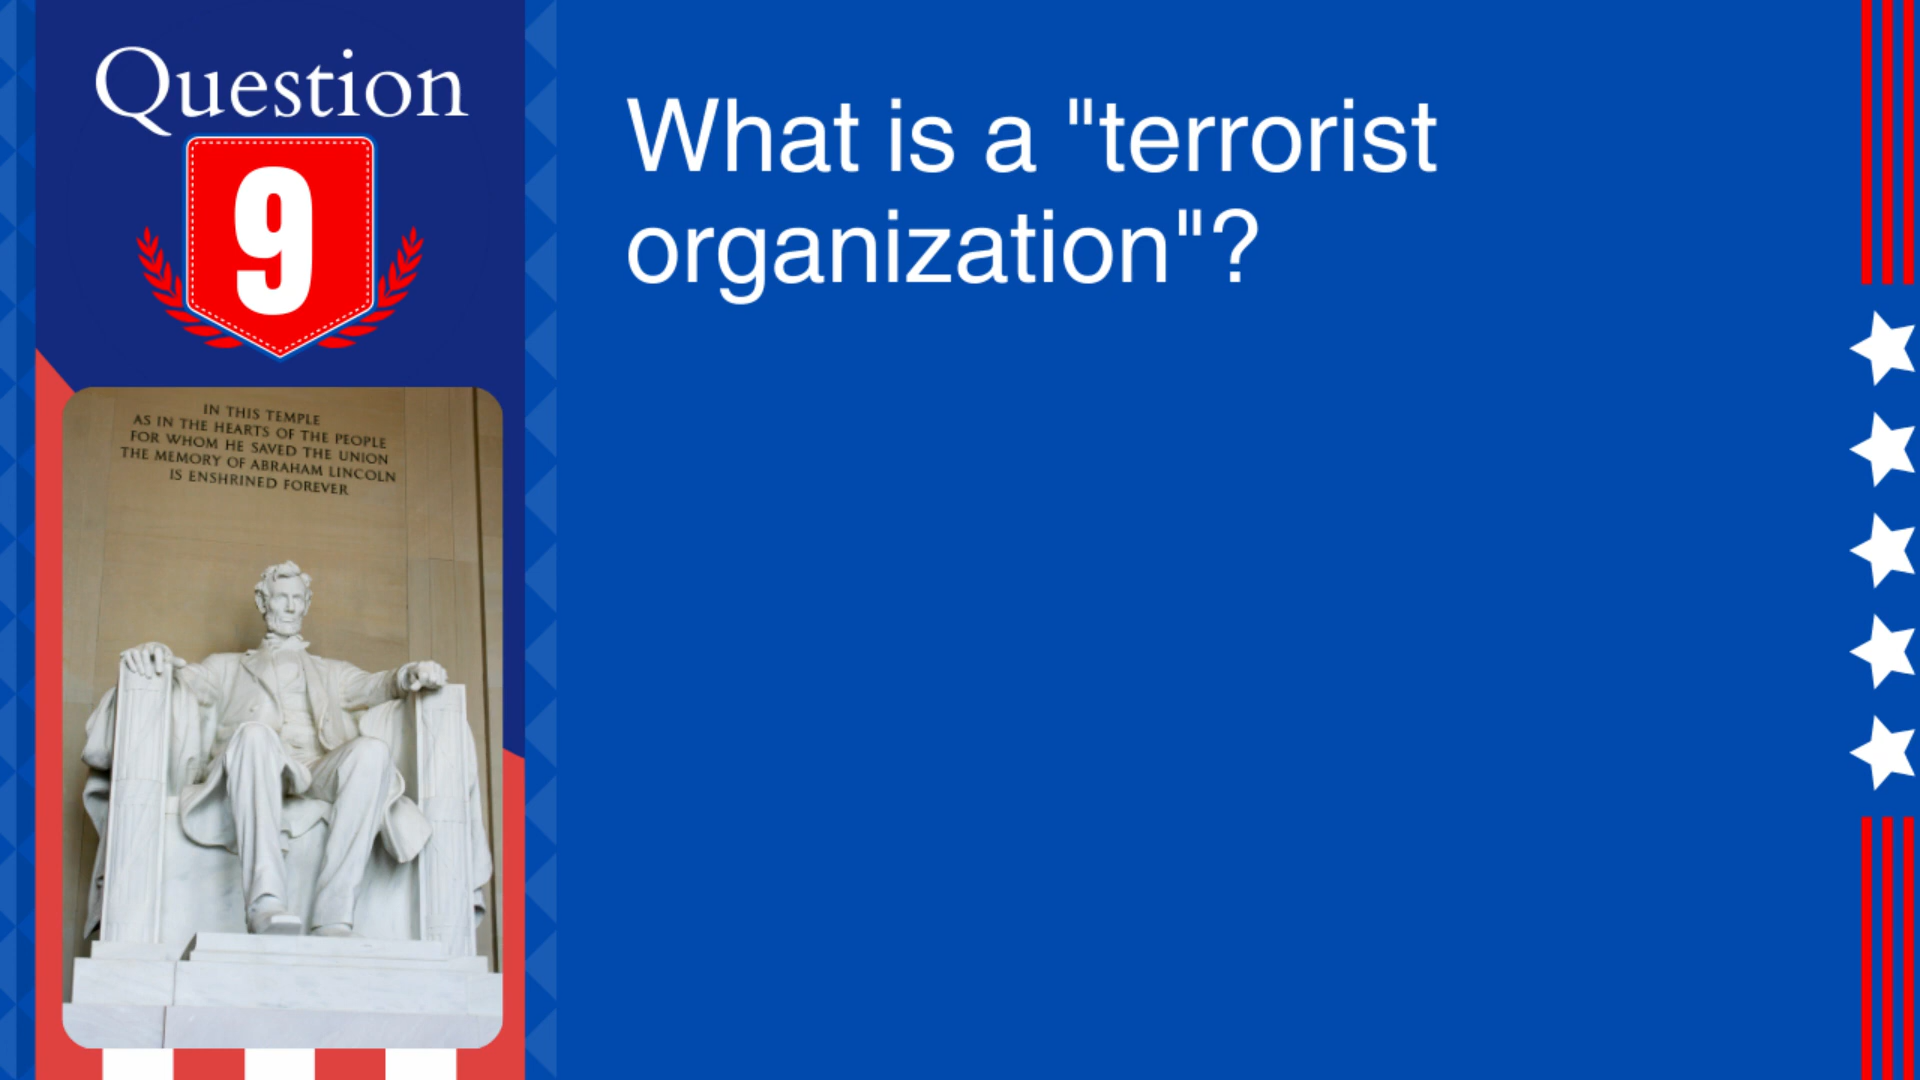 Question
9
What is a "terrorist
organization"?
IN THIS TEMPLE
AS IN THE HEARTS OF THE PEOPLE
FOR WHOM HE SAVED THE UNION
THE MEMORY OF ABRAHAM LINCOLN
IS ENSHRINED FOREVER